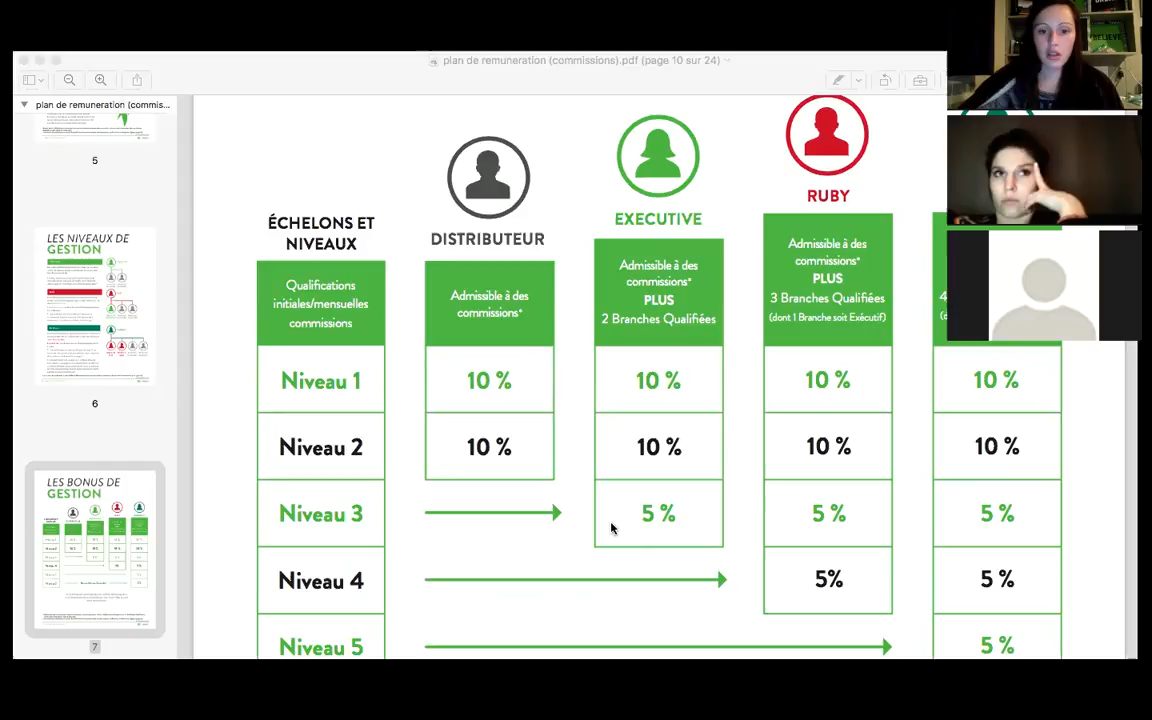 plan de remuneration (commissions).pdf (page 10 sur 24)
plan de remuneration (commis...
5
LES NIVEAUX DE
GESTION
6
LES BONUS DE
GESTION
7
ÉCHELONS ET
NIVEAUX
Qualifications
initiales/mensuelles
commissions
Niveau 1
Niveau 2
Niveau 3
Niveau 4
Niveau 5
DISTRIBUTEUR
Admissible à des
commissions*
10 %
10 %
EXECUTIVE
Admissible à des
commissions*
PLUS
2 Branches Qualifiées
10 %
10 %
5 %
RUBY
Admissible à des
commissions*
PLUS
3 Branches Qualifiées
(dont 1 Branche soit Exécutif)
10 %
10 %
5 %
5%
4
10 %
10 %
5 %
5 %
5 %
BELIEVE